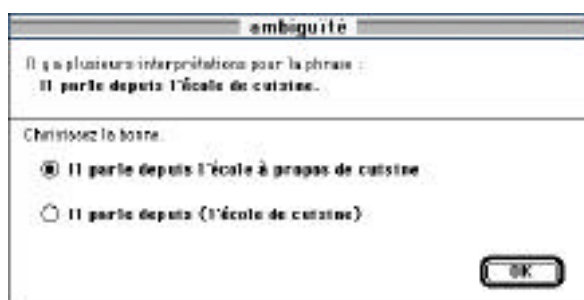 ambiguité
Il y a plusieurs interprétations pour la phrase :
Il parle depuis l'école de cuisine.
Choisissez la bonne.
Il parle depuis l'école à propos de cuisine
Il parle depuis (l'école de cuisine)
OK